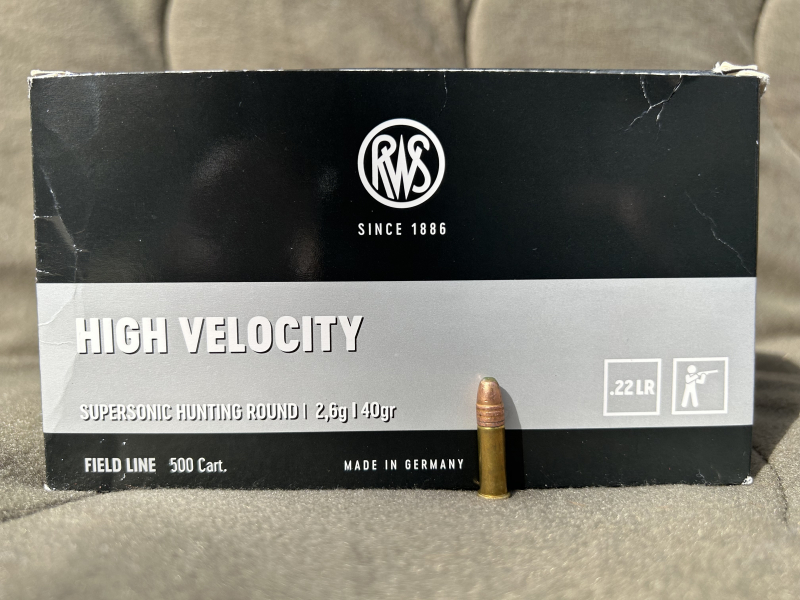 RWS
SINCE 1886
HIGH VELOCITY
SUPERSONIC HUNTING ROUND | 2,6g | 40gr
.22 LR
FIELD LINE 500 Cart.
MADE IN GERMANY